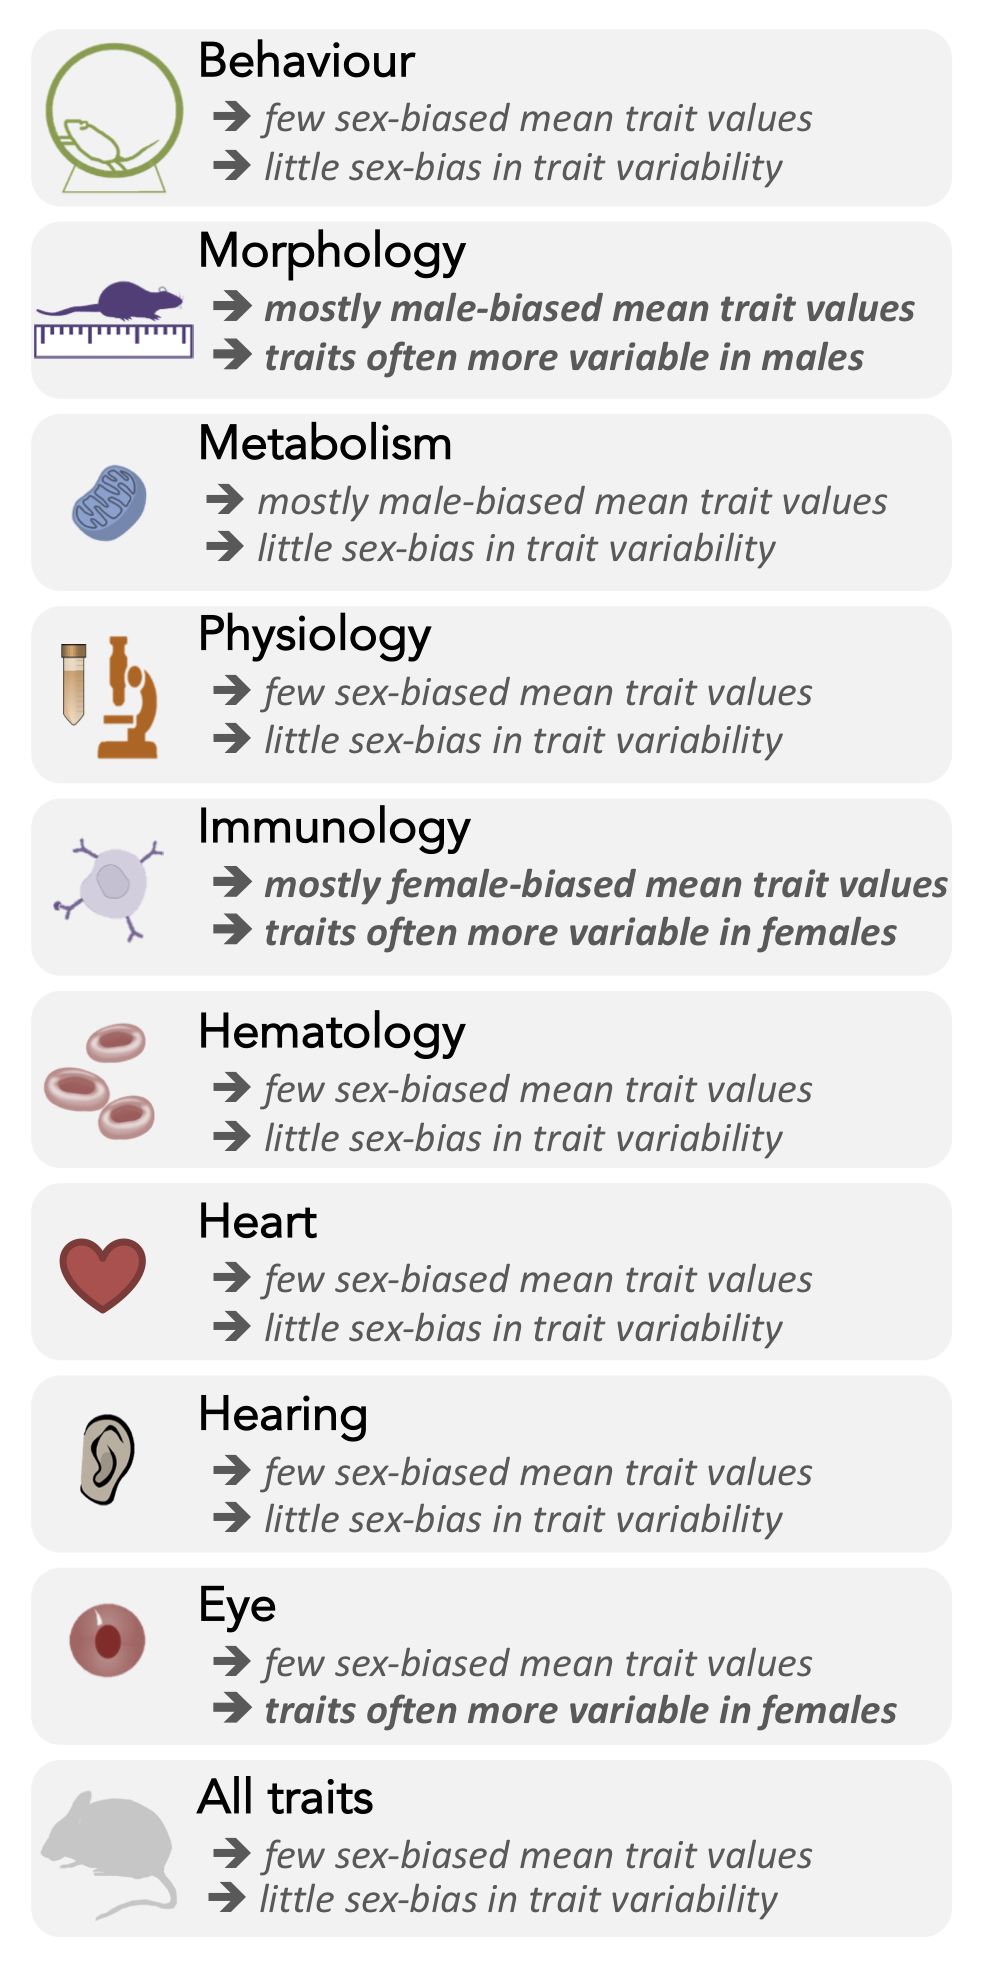 Behaviour
➔ few sex-biased mean trait values
➔ little sex-bias in trait variability
Morphology
➔ mostly male-biased mean trait values
➔ traits often more variable in males
Metabolism
➔ mostly male-biased mean trait values
➔ little sex-bias in trait variability
Physiology
➔ few sex-biased mean trait values
➔ little sex-bias in trait variability
Immunology
➔ mostly female-biased mean trait values
➔ traits often more variable in females
Hematology
➔ few sex-biased mean trait values
➔ little sex-bias in trait variability
Heart
➔ few sex-biased mean trait values
➔ little sex-bias in trait variability
Hearing
➔ few sex-biased mean trait values
➔ little sex-bias in trait variability
Eye
➔ few sex-biased mean trait values
➔ traits often more variable in females
All traits
➔ few sex-biased mean trait values
➔ little sex-bias in trait variability